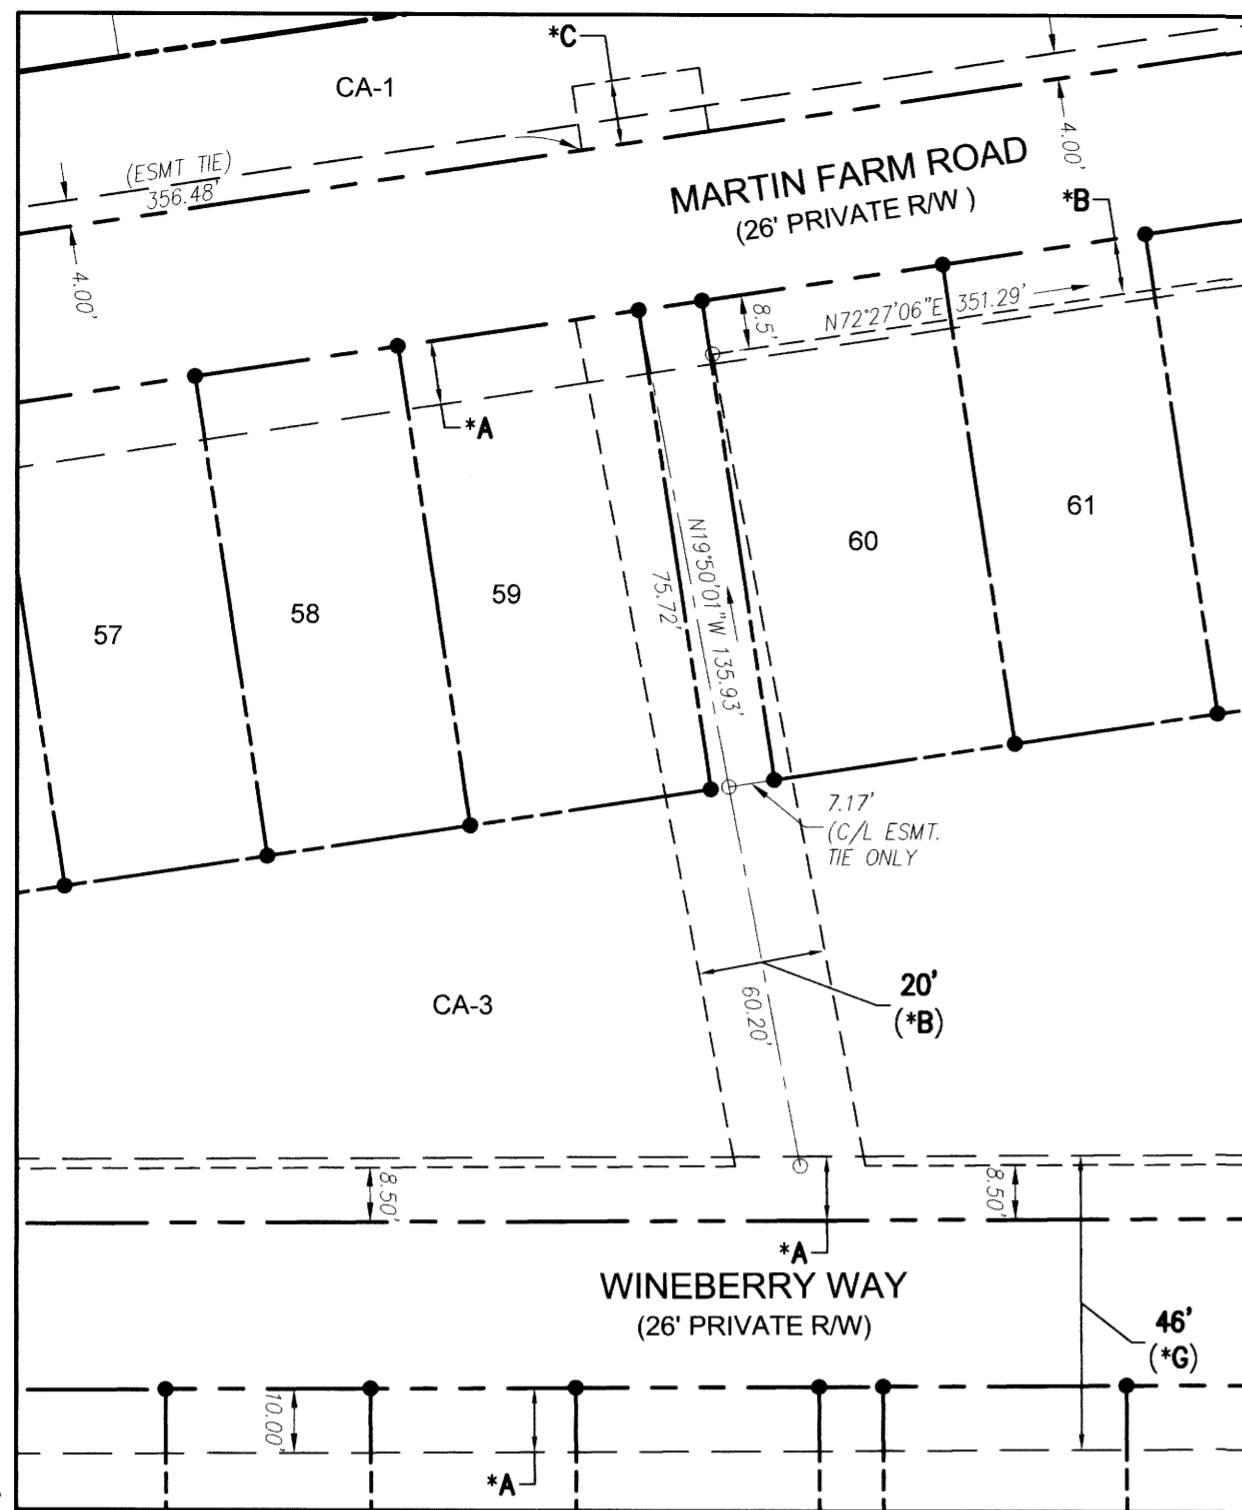 *C
CA-1
(ESMT TIE)
356.48'
4.00'
MARTIN FARM ROAD
(26' PRIVATE R/W )
*B
4.00'
8.5'
N72°27'06"E 351.29'
*A
N19°50'01"W 135.93'
75.72'
57
58
59
60
61
7.17'
(C/L ESMT.
TIE ONLY
20'
(*B)
CA-3
60.20'
8.50'
8.50'
*A
WINEBERRY WAY
(26' PRIVATE R/W)
46'
(*G)
10.00'
*A